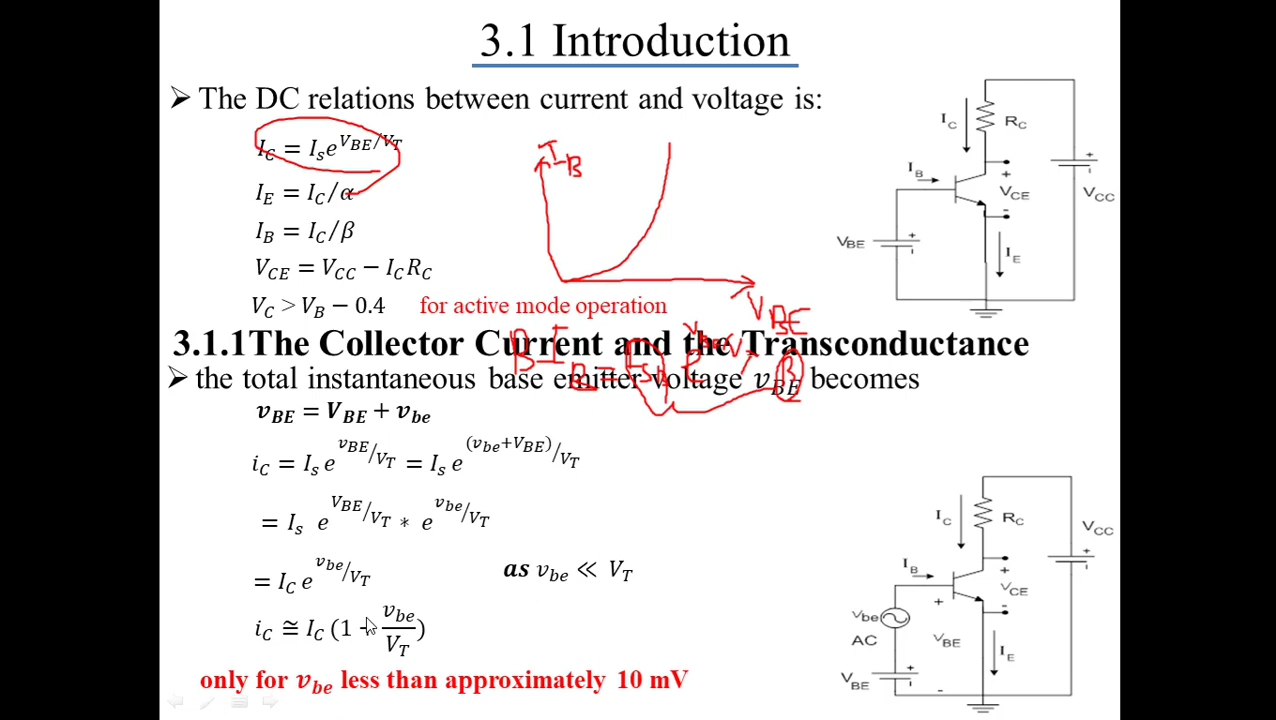 3.1 Introduction
➢ The DC relations between current and voltage is:
I_C = I_s e^{V_BE/V_T}
I_E = I_C/α
I_B = I_C/β
V_CE = V_CC − I_C R_C
V_C > V_B − 0.4 for active mode operation
I_B
V_BE
I_C
R_C
I_B
+
V_CE
-
+
V_CC
-
V_BE
+
-
I_E
3.1.1The Collector Current and the Transconductance
➢ the total instantaneous base emitter voltage v_BE becomes
v_BE = V_BE + v_be
i_C = I_s e^{v_BE/V_T} = I_s e^{(v_be+V_BE)/V_T}
= I_s e^{V_BE/V_T} * e^{v_be/V_T}
= I_C e^{v_be/V_T} as v_be ≪ V_T
i_C ≅ I_C (1 + v_be/V_T)
only for v_be less than approximately 10 mV
I_C
R_C
V_CC
+
-
I_B
+
V_CE
-
+
V_be
AC
V_BE
I_E
V_BE
+
-